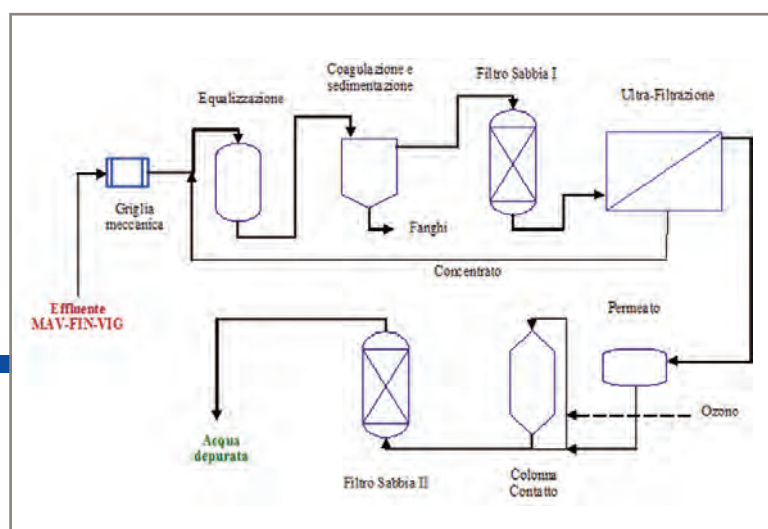 Equalizzazione
Coagulazione e
sedimentazione
Filtro Sabbia I
Ultra-Filtrazione
Griglia
meccanica
Fanghi
Concentrato
Effluente
MAV-FIN-VIG
Permeato
Ozono
Acqua
depurata
Filtro Sabbia II
Colonna
Contatto